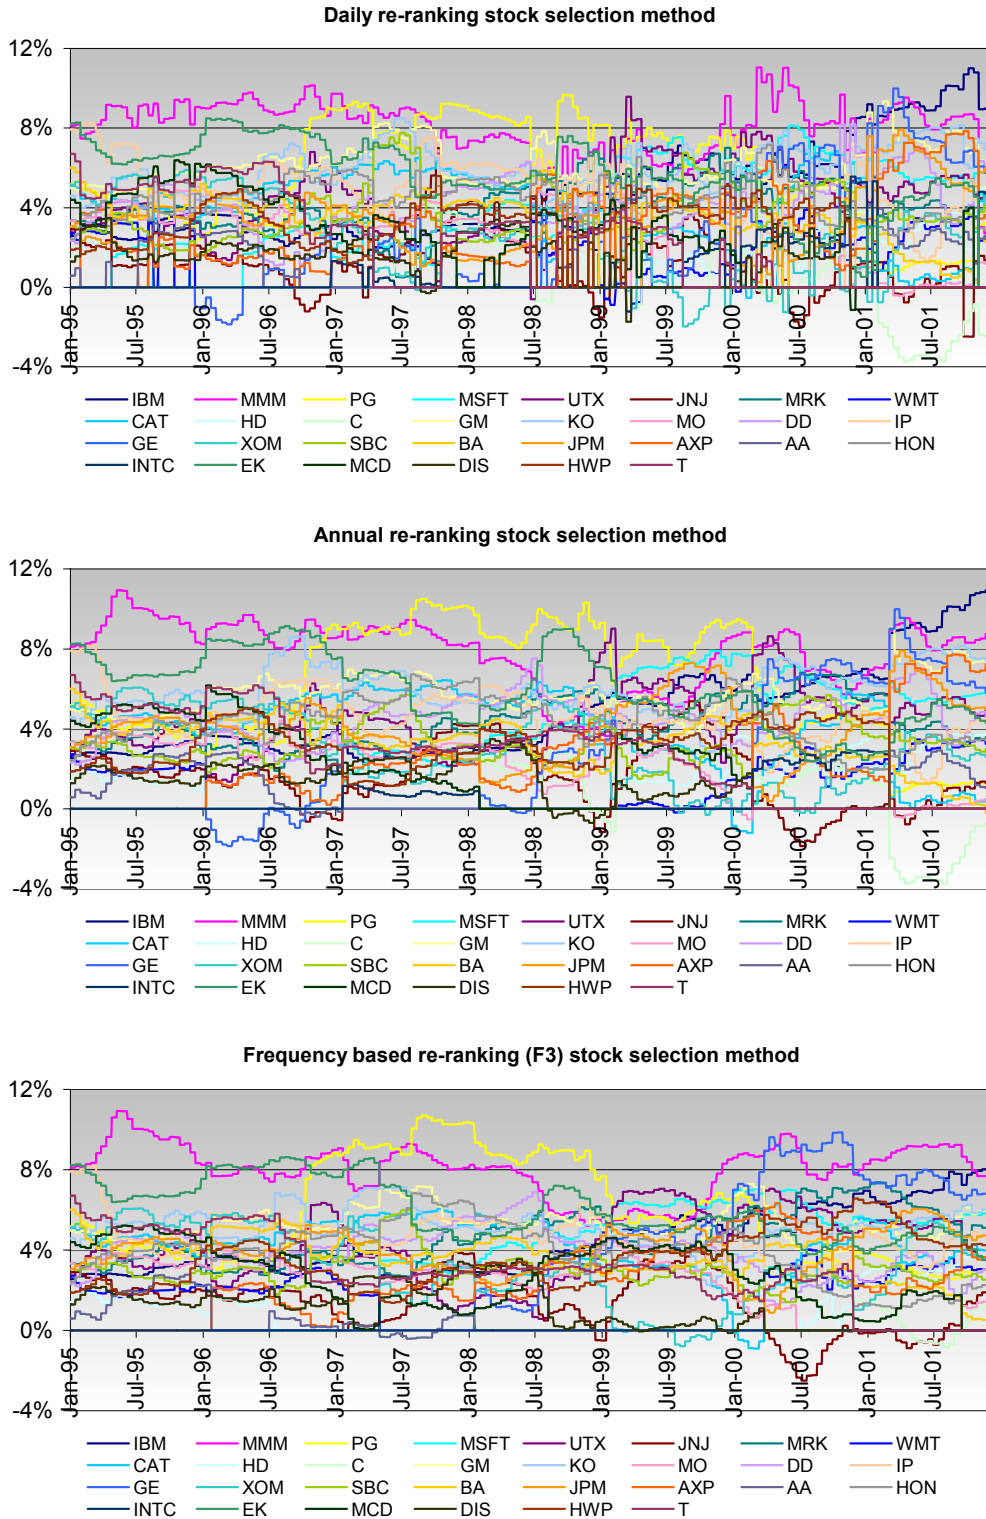 Daily re-ranking stock selection method
12%
8%
4%
0%
-4%
Jan-95 Jul-95 Jan-96 Jul-96 Jan-97 Jul-97 Jan-98 Jul-98 Jan-99 Jul-99 Jan-00 Jul-00 Jan-01 Jul-01
IBM MMM PG MSFT UTX JNJ MRK WMT
CAT HD C GM KO MO DD IP
GE XOM SBC BA JPM AXP AA HON
INTC EK MCD DIS HWP T
Annual re-ranking stock selection method
12%
8%
4%
0%
-4%
Jan-95 Jul-95 Jan-96 Jul-96 Jan-97 Jul-97 Jan-98 Jul-98 Jan-99 Jul-99 Jan-00 Jul-00 Jan-01 Jul-01
IBM MMM PG MSFT UTX JNJ MRK WMT
CAT HD C GM KO MO DD IP
GE XOM SBC BA JPM AXP AA HON
INTC EK MCD DIS HWP T
Frequency based re-ranking (F3) stock selection method
12%
8%
4%
0%
-4%
Jan-95 Jul-95 Jan-96 Jul-96 Jan-97 Jul-97 Jan-98 Jul-98 Jan-99 Jul-99 Jan-00 Jul-00 Jan-01 Jul-01
IBM MMM PG MSFT UTX JNJ MRK WMT
CAT HD C GM KO MO DD IP
GE XOM SBC BA JPM AXP AA HON
INTC EK MCD DIS HWP T